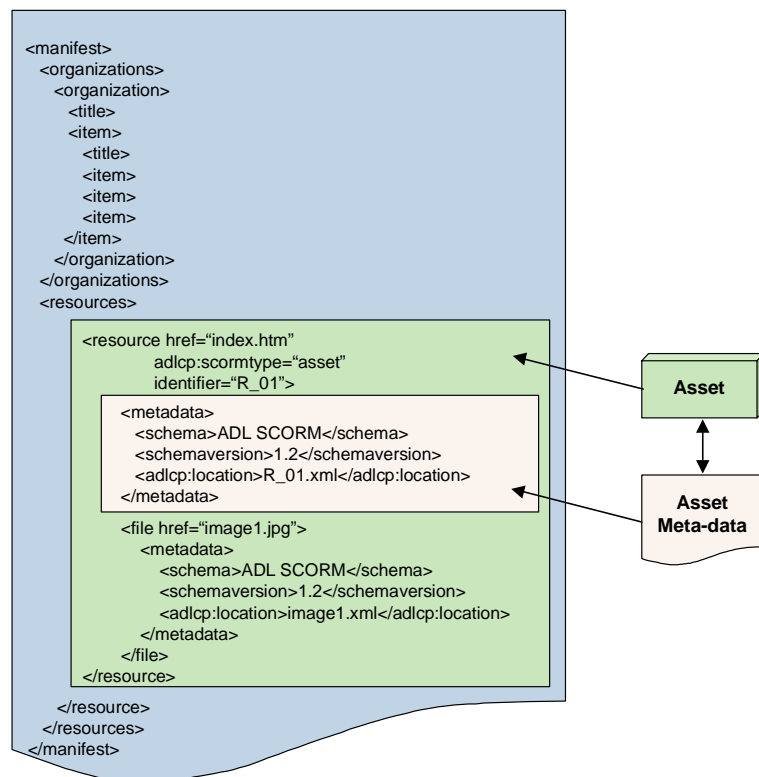 <manifest>
<organizations>
<organization>
<title>
<item>
<title>
<item>
<item>
<item>
</item>
</organization>
</organizations>
<resources>
<resource href=“index.htm”
adlcp:scormtype=“asset”
identifier=“R_01”>
<metadata>
<schema>ADL SCORM</schema>
<schemaversion>1.2</schemaversion>
<adlcp:location>R_01.xml</adlcp:location>
</metadata>
<file href=“image1.jpg”>
<metadata>
<schema>ADL SCORM</schema>
<schemaversion>1.2</schemaversion>
<adlcp:location>image1.xml</adlcp:location>
</metadata>
</file>
</resource>
</resource>
</resources>
</manifest>
Asset
Asset
Meta-data